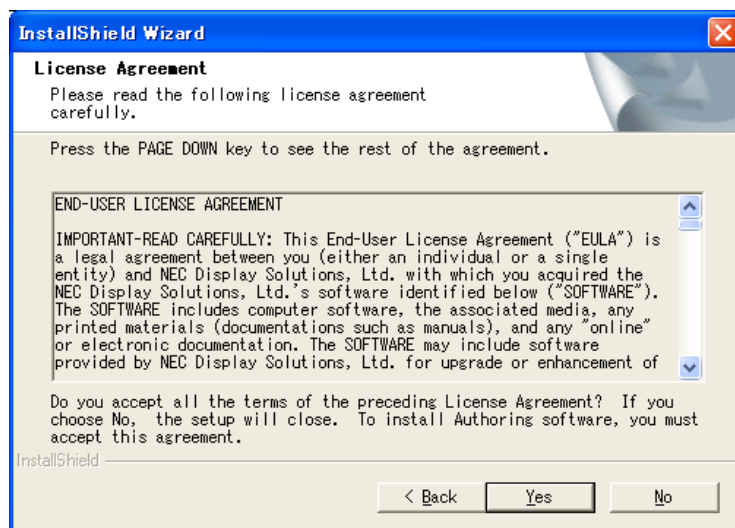 InstallShield Wizard
License Agreement
Please read the following license agreement
carefully.
Press the PAGE DOWN key to see the rest of the agreement.
END-USER LICENSE AGREEMENT
IMPORTANT-READ CAREFULLY: This End-User License Agreement ("EULA") is
a legal agreement between you (either an individual or a single
entity) and NEC Display Solutions, Ltd. with which you acquired the
NEC Display Solutions, Ltd.'s software identified below ("SOFTWARE").
The SOFTWARE includes computer software, the associated media, any
printed materials (documentations such as manuals), and any "online"
or electronic documentation. The SOFTWARE may include software
provided by NEC Display Solutions, Ltd. for upgrade or enhancement of
Do you accept all the terms of the preceding License Agreement? If you
choose No, the setup will close. To install Authoring software, you must
accept this agreement.
InstallShield
< Back
Yes
No